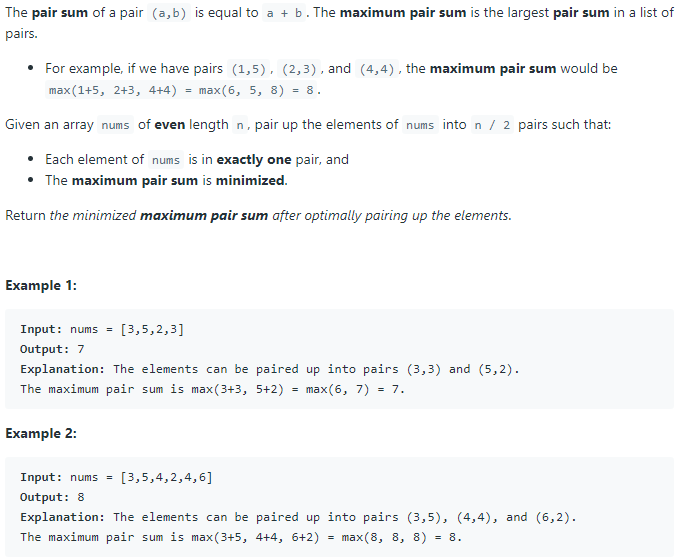 The pair sum of a pair (a,b) is equal to a + b. The maximum pair sum is the largest pair sum in a list of
pairs.
• For example, if we have pairs (1,5), (2,3), and (4,4), the maximum pair sum would be
max(1+5, 2+3, 4+4) = max(6, 5, 8) = 8.
Given an array nums of even length n, pair up the elements of nums into n / 2 pairs such that:
• Each element of nums is in exactly one pair, and
• The maximum pair sum is minimized.
Return the minimized maximum pair sum after optimally pairing up the elements.
Example 1:
Input: nums = [3,5,2,3]
Output: 7
Explanation: The elements can be paired up into pairs (3,3) and (5,2).
The maximum pair sum is max(3+3, 5+2) = max(6, 7) = 7.
Example 2:
Input: nums = [3,5,4,2,4,6]
Output: 8
Explanation: The elements can be paired up into pairs (3,5), (4,4), and (6,2).
The maximum pair sum is max(3+5, 4+4, 6+2) = max(8, 8, 8) = 8.